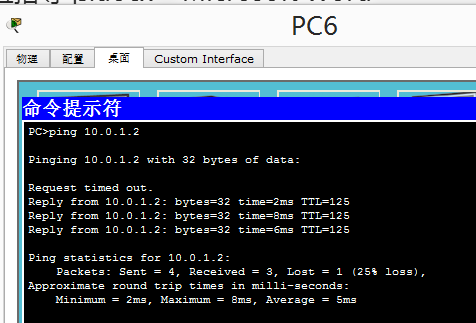 PC6
物理 配置 桌面 Custom Interface
命令提示符
PC>ping 10.0.1.2
Pinging 10.0.1.2 with 32 bytes of data:
Request timed out.
Reply from 10.0.1.2: bytes=32 time=2ms TTL=125
Reply from 10.0.1.2: bytes=32 time=8ms TTL=125
Reply from 10.0.1.2: bytes=32 time=6ms TTL=125
Ping statistics for 10.0.1.2:
Packets: Sent = 4, Received = 3, Lost = 1 (25% loss),
Approximate round trip times in milli-seconds:
Minimum = 2ms, Maximum = 8ms, Average = 5ms